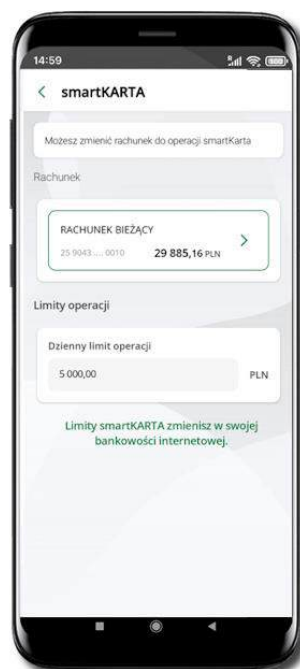 14:59
smartKARTA
Możesz zmienić rachunek do operacji smartKarta
Rachunek
RACHUNEK BIEŻĄCY
25 9043 .... 0010 29 885,16 PLN
Limity operacji
Dzienny limit operacji
5 000,00 PLN
Limity smartKARTA zmienisz w swojej
bankowości internetowej.